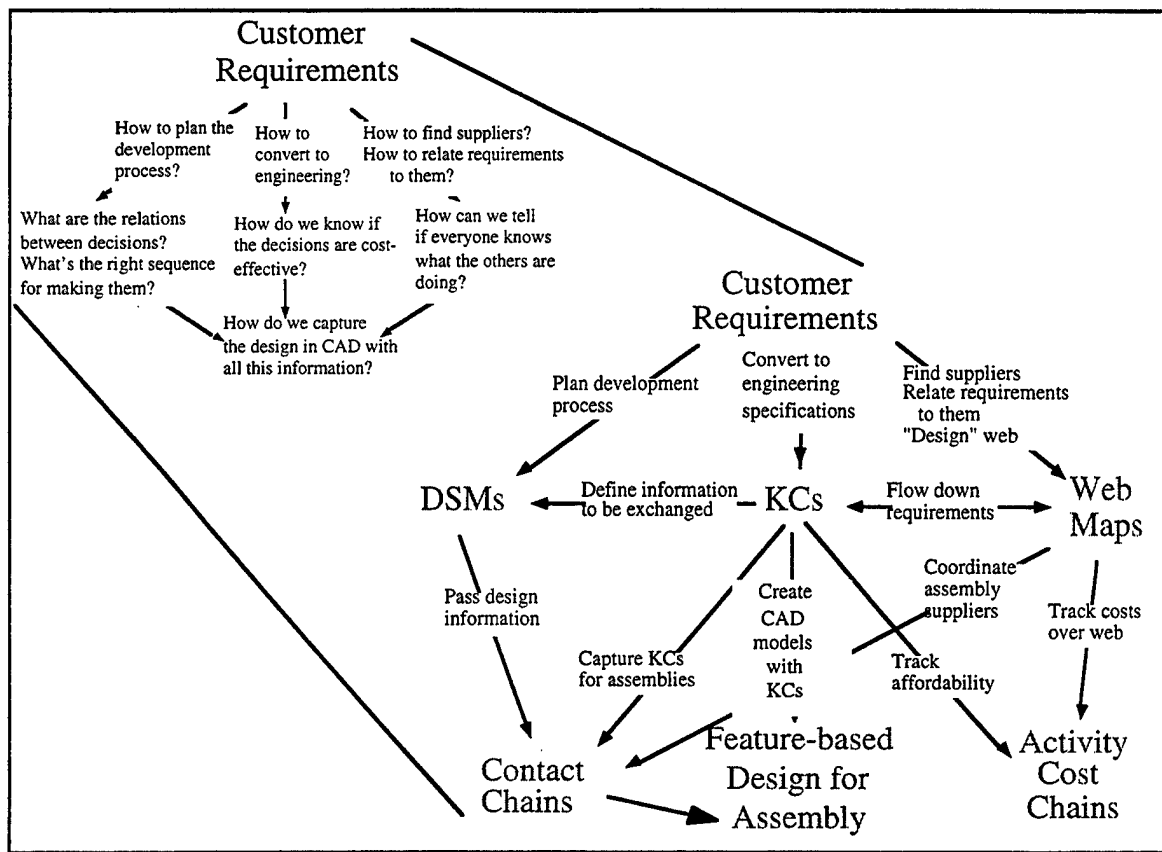 Customer
Requirements
How to plan the
development
process?
How to
convert to
engineering?
How to find suppliers?
How to relate requirements
to them?
What are the relations
between decisions?
What's the right sequence
for making them?
How do we know if
the decisions are cost-
effective?
How can we tell
if everyone knows
what the others are
doing?
How do we capture
the design in CAD with
all this information?
Customer
Requirements
Plan development
process
Convert to
engineering
specifications
Find suppliers
Relate requirements
to them
"Design" web
DSMs
Define information
to be exchanged
KCs
Flow down
requirements
Web
Maps
Pass design
information
Capture KCs
for assemblies
Create
CAD
models
with
KCs
Coordinate
assembly
suppliers
Track
affordability
Track costs
over web
Contact
Chains
Feature-based
Design for
Assembly
Activity
Cost
Chains